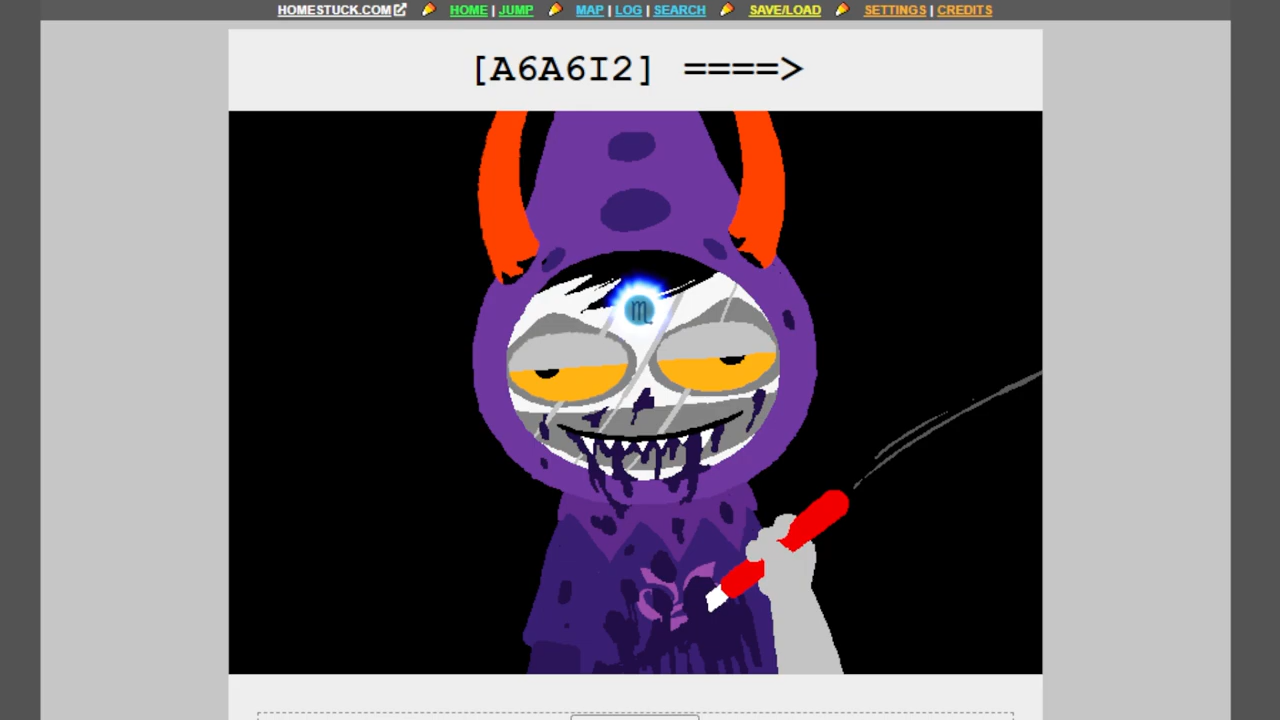 HOMESTUCK.COM HOME | JUMP MAP | LOG | SEARCH SAVE/LOAD SETTINGS | CREDITS
[A6A6I2] ====>
♏